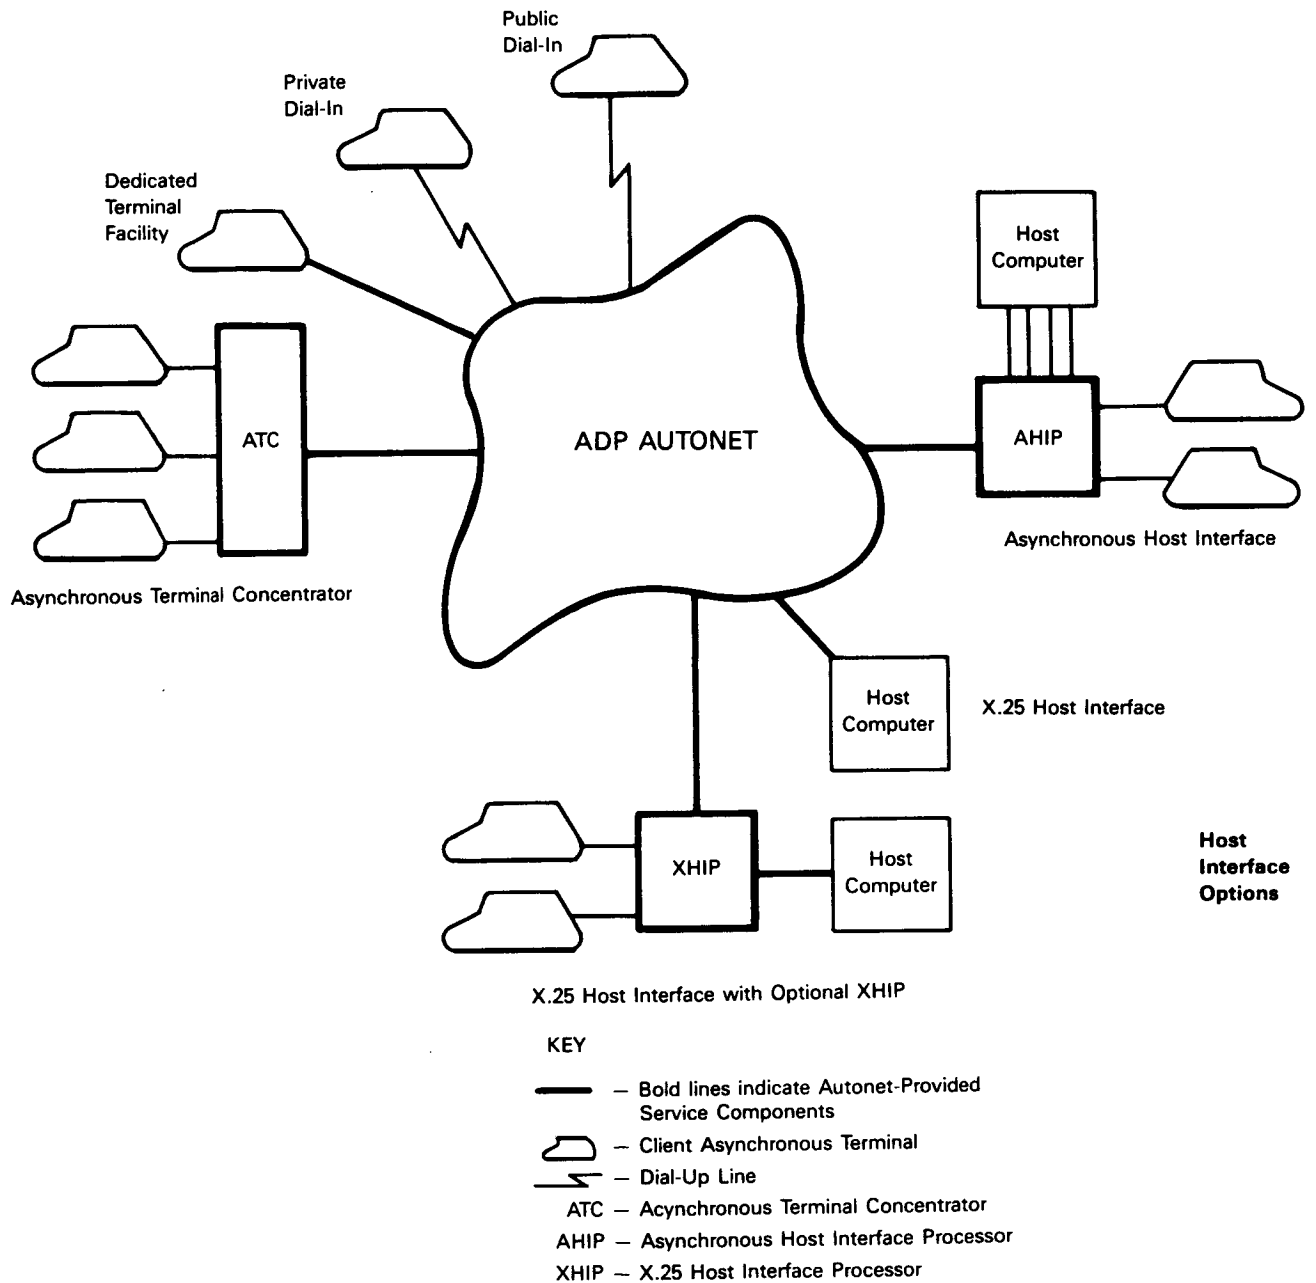 Public
Dial-In
Private
Dial-In
Dedicated
Terminal
Facility
Host
Computer
ATC
ADP AUTONET
AHIP
Asynchronous Host Interface
Asynchronous Terminal Concentrator
Host
Computer
X.25 Host Interface
XHIP
Host
Computer
Host
Interface
Options
X.25 Host Interface with Optional XHIP
KEY
– Bold lines indicate Autonet-Provided
Service Components
– Client Asynchronous Terminal
– Dial-Up Line
ATC – Acynchronous Terminal Concentrator
AHIP – Asynchronous Host Interface Processor
XHIP – X.25 Host Interface Processor